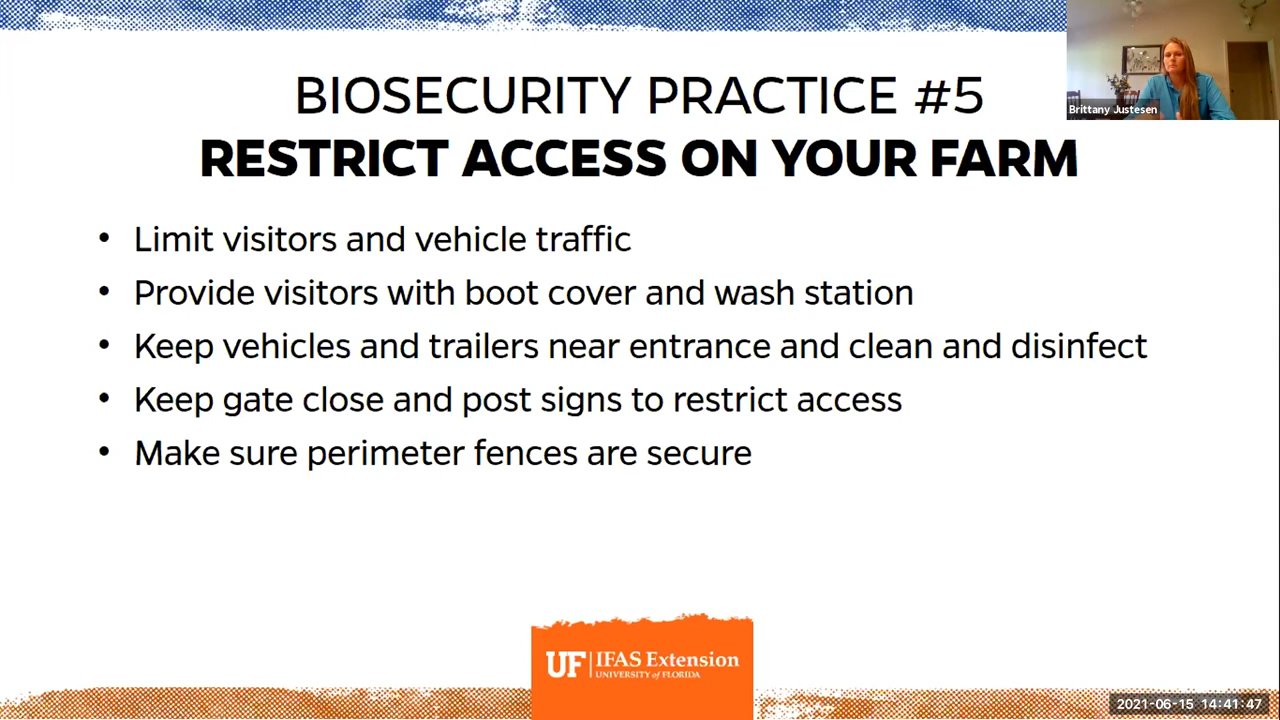 BIOSECURITY PRACTICE #5
RESTRICT ACCESS ON YOUR FARM
Brittany Justesen
• Limit visitors and vehicle traffic
• Provide visitors with boot cover and wash station
• Keep vehicles and trailers near entrance and clean and disinfect
• Keep gate close and post signs to restrict access
• Make sure perimeter fences are secure
UF IFAS Extension
UNIVERSITY of FLORIDA
2021-06-15 14:41:47